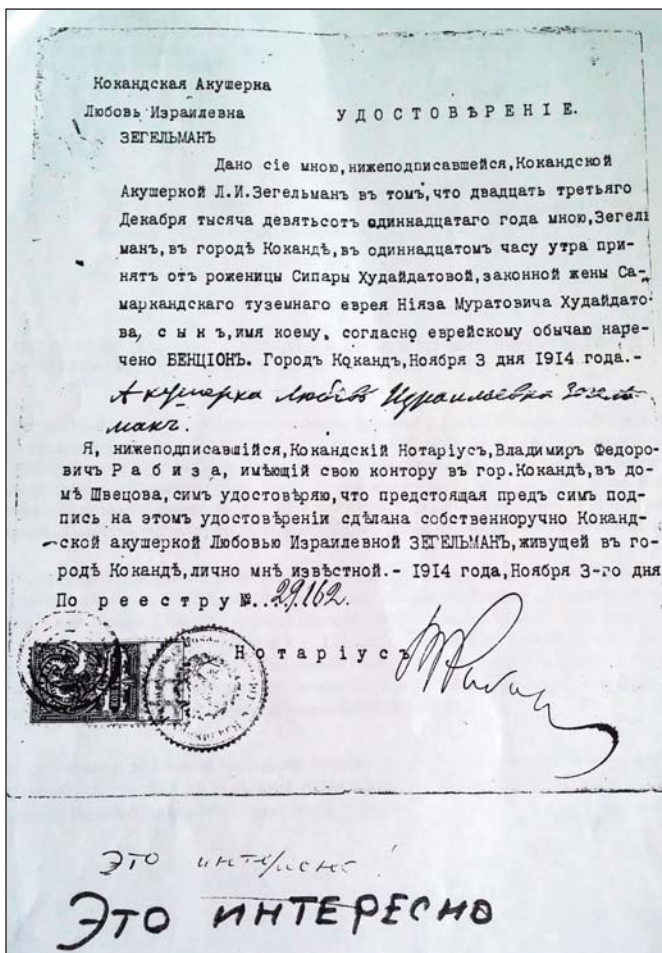 Кокандская Акушерка
Любовь Израилевна
УДОСТОВѢРЕНІЕ.
ЗЕГЕЛЬМАНЪ
Дано сіе мною,нижеподписавшейся,Кокандской
Акушеркой Л.И.Зегельманъ въ томъ,что двадцать третьяго
Декабря тысяча девятьсотъ одиннадцатаго года мною,Зегель
манъ,въ городѣ Кокандѣ,въ одиннадцатомъ часу утра при-
нятъ отъ роженицы Сипары Худайдатовой,законной жены Са-
маркандскаго туземнаго еврея Ніяза Муратовича Худайдато-
ва, с ы н ъ,имя коему, согласно еврейскому обычаю наре-
чено БЕНЦІОНЪ. Городъ Кокандъ,Ноября 3 дня 1914 года.-
Акушерка Любовь Израильевна Зегель
манъ.
Я, нижеподписавшійся,Кокандскій Нотаріусъ,Владимиръ Федоро-
вичъ Р а б и з а, имѣющій свою контору въ гор.Кокандѣ,въ до-
мѣ Швецова,симъ удостовѣряю,что предстоящая предъ симъ под-
пись на этомъ удостовѣреніи сдѣлана собственноручно Коканд-
ской акушеркой Любовью Израилевной ЗЕГЕЛЬМАНЪ,живущей въ го-
родѣ Кокандѣ,лично мнѣ извѣстной.- 1914 года,Ноября 3-го дня
По р е е с т р у №..29162.
Н о т а р і у с ъ
Это интересно!
Это ИНТЕРЕСНО